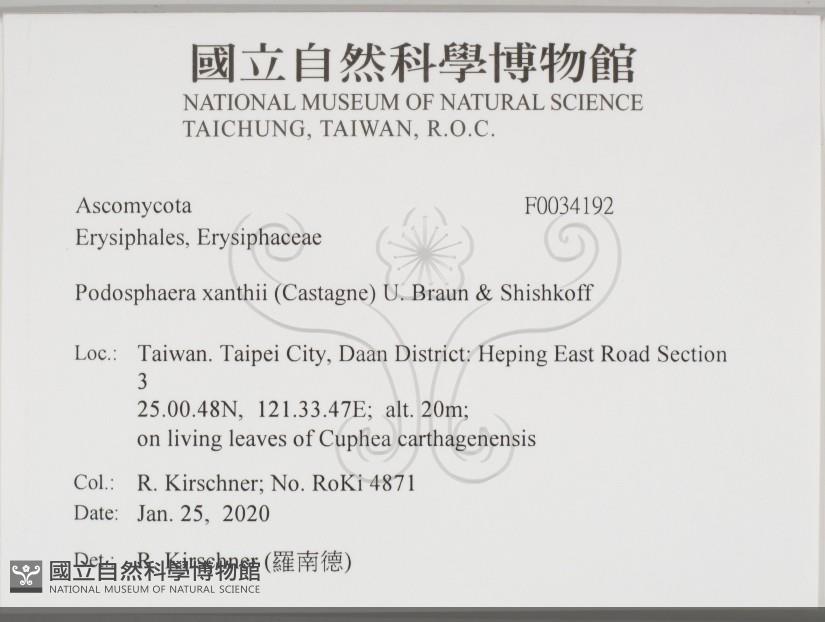 國立自然科學博物館
NATIONAL MUSEUM OF NATURAL SCIENCE
TAICHUNG, TAIWAN, R.O.C.
Ascomycota F0034192
Erysiphales, Erysiphaceae
Podosphaera xanthii (Castagne) U. Braun & Shishkoff
Loc.: Taiwan. Taipei City, Daan District: Heping East Road Section
3
25.00.48N, 121.33.47E; alt. 20m;
on living leaves of Cuphea carthagenensis
Col.: R. Kirschner; No. RoKi 4871
Date: Jan. 25, 2020
Det.: R. Kirschner (羅南德)
國立自然科學博物館
NATIONAL MUSEUM OF NATURAL SCIENCE